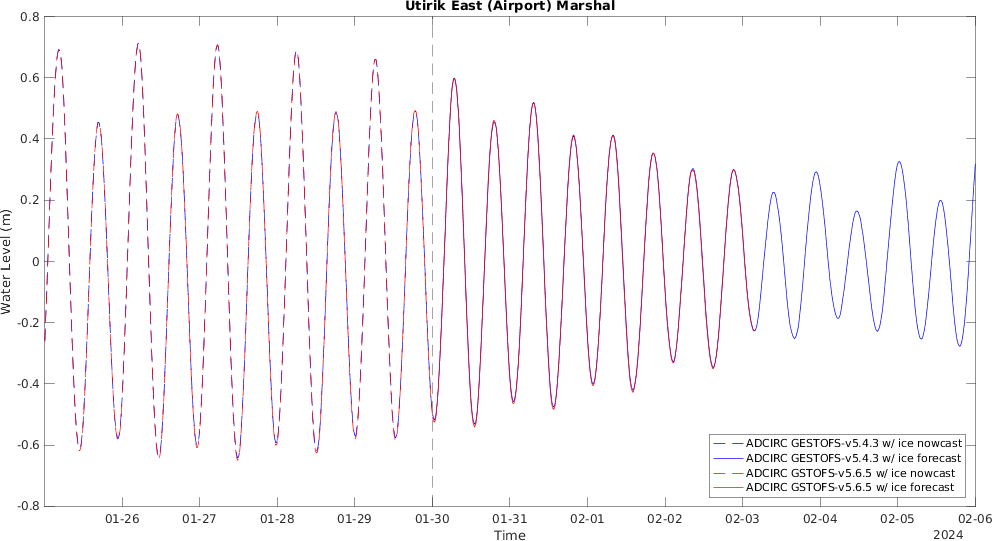 Utirik East (Airport) Marshal
Water Level (m)
0.8
0.6
0.4
0.2
0
-0.2
-0.4
-0.6
-0.8
ADCIRC GESTOFS-v5.4.3 w/ ice nowcast
ADCIRC GESTOFS-v5.4.3 w/ ice forecast
ADCIRC GSTOFS-v5.6.5 w/ ice nowcast
ADCIRC GSTOFS-v5.6.5 w/ ice forecast
01-26 01-27 01-28 01-29 01-30 01-31 02-01 02-02 02-03 02-04 02-05 02-06
Time
2024